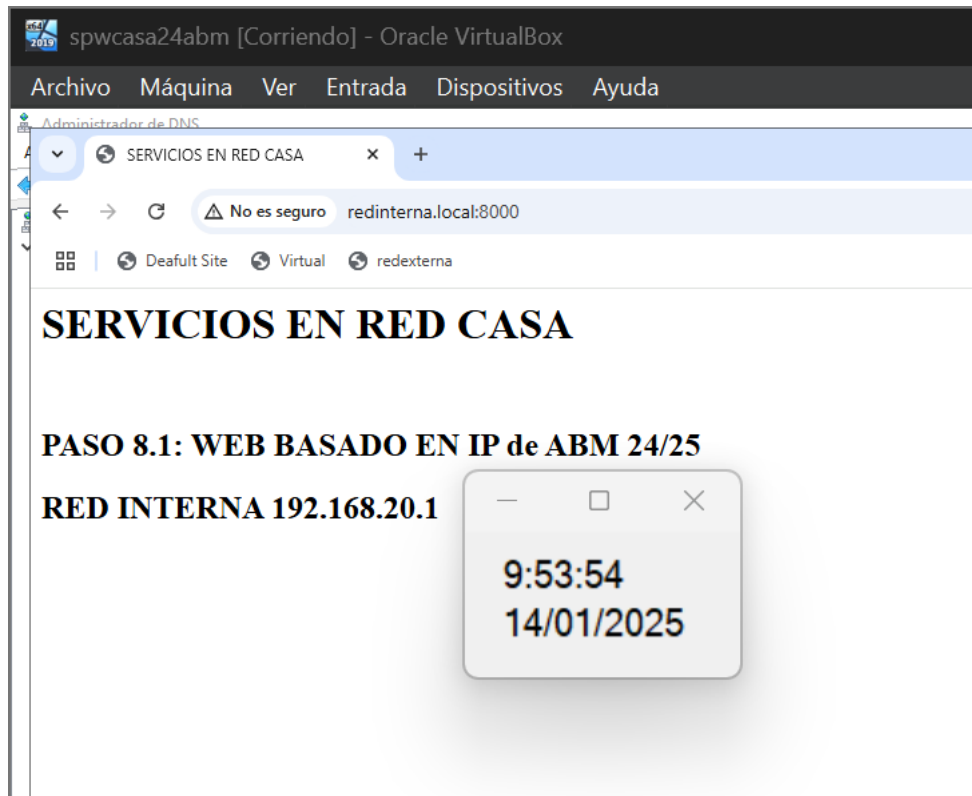 x64
2019
spwcasa24abm [Corriendo] - Oracle VirtualBox
Archivo Máquina Ver Entrada Dispositivos Ayuda
Administrador de DNS
A
SERVICIOS EN RED CASA
No es seguro redinterna.local:8000
Deafult Site Virtual redexterna
SERVICIOS EN RED CASA
PASO 8.1: WEB BASADO EN IP de ABM 24/25
RED INTERNA 192.168.20.1
9:53:54
14/01/2025